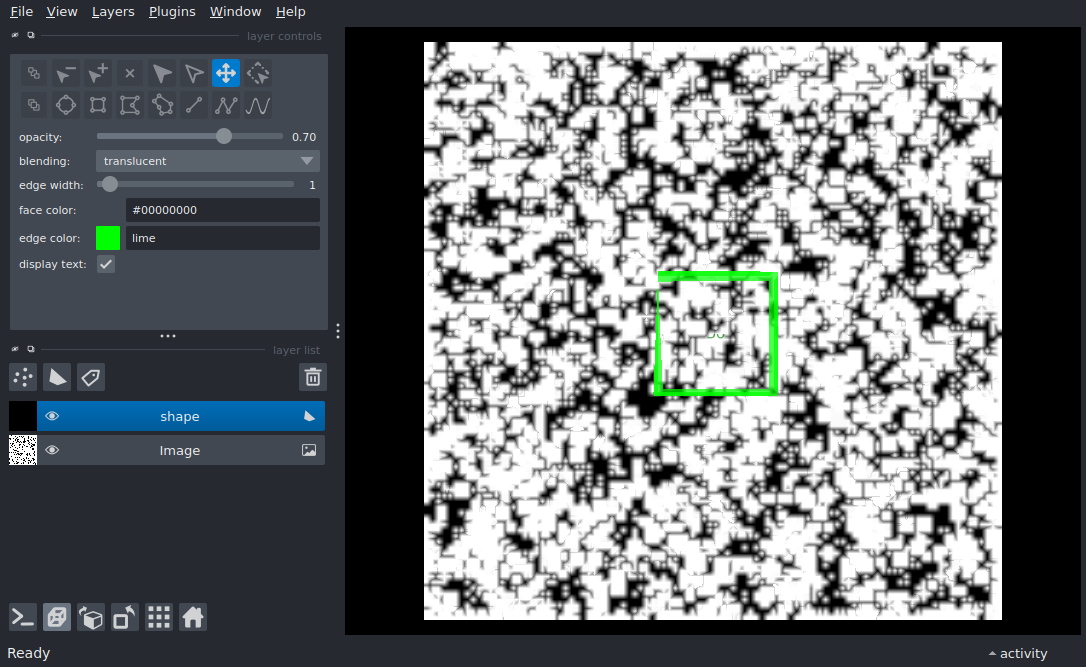 File View Layers Plugins Window Help
layer controls
opacity: 0.70
blending: translucent
edge width: 1
face color: #00000000
edge color: lime
display text:
layer list
shape
Image
Ready
activity